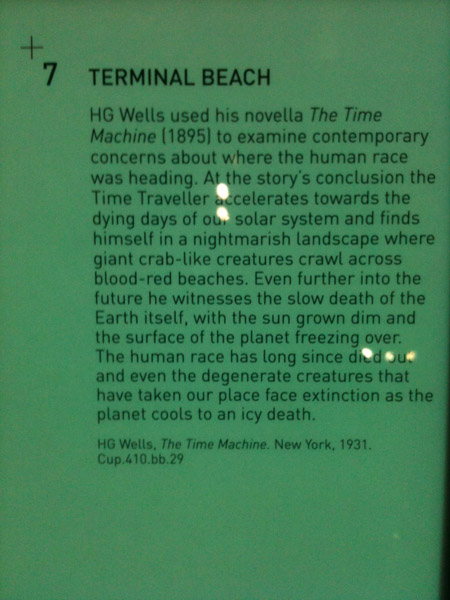 7 TERMINAL BEACH
HG Wells used his novella The Time
Machine (1895) to examine contemporary
concerns about where the human race
was heading. At the story's conclusion the
Time Traveller accelerates towards the
dying days of our solar system and finds
himself in a nightmarish landscape where
giant crab-like creatures crawl across
blood-red beaches. Even further into the
future he witnesses the slow death of the
Earth itself, with the sun grown dim and
the surface of the planet freezing over.
The human race has long since died out
and even the degenerate creatures that
have taken our place face extinction as the
planet cools to an icy death.
HG Wells, The Time Machine. New York, 1931.
Cup.410.bb.29